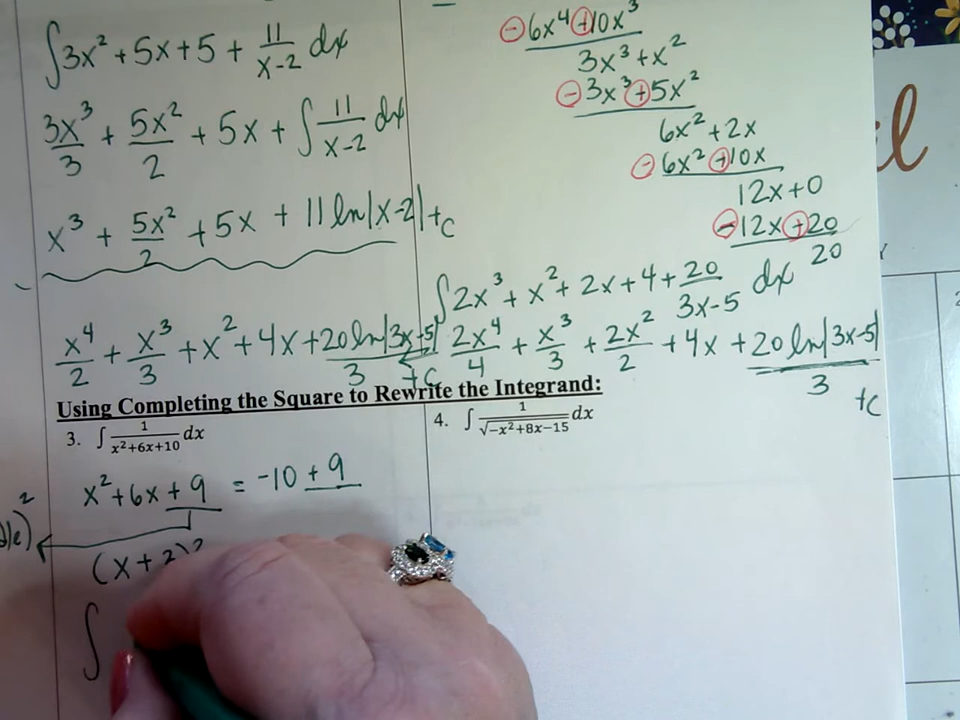 ∫3x² + 5x + 5 + 11/(x-2) dx
3x³/3 + 5x²/2 + 5x + ∫ 11/(x-2) dx
x³ + 5x²/2 + 5x + 11 ln|x-2| + c
-6x⁴ + 10x³
3x³ + x²
-3x³ + 5x²
6x² + 2x
-6x² + 10x
12x + 0
-12x + 20
20
∫2x³ + x² + 2x + 4 + 20/(3x-5) dx
x⁴/2 + x³/3 + x² + 4x + 20 ln|3x+5|/3 + c
2x⁴/4 + x³/3 + 2x²/2 + 4x + 20 ln|3x-5|/3 + c
Using Completing the Square to Rewrite the Integrand:
3. ∫ 1/(x²+6x+10) dx
4. ∫ 1/√(-x²+8x-15) dx
x² + 6x + 9 = -10 + 9
∫